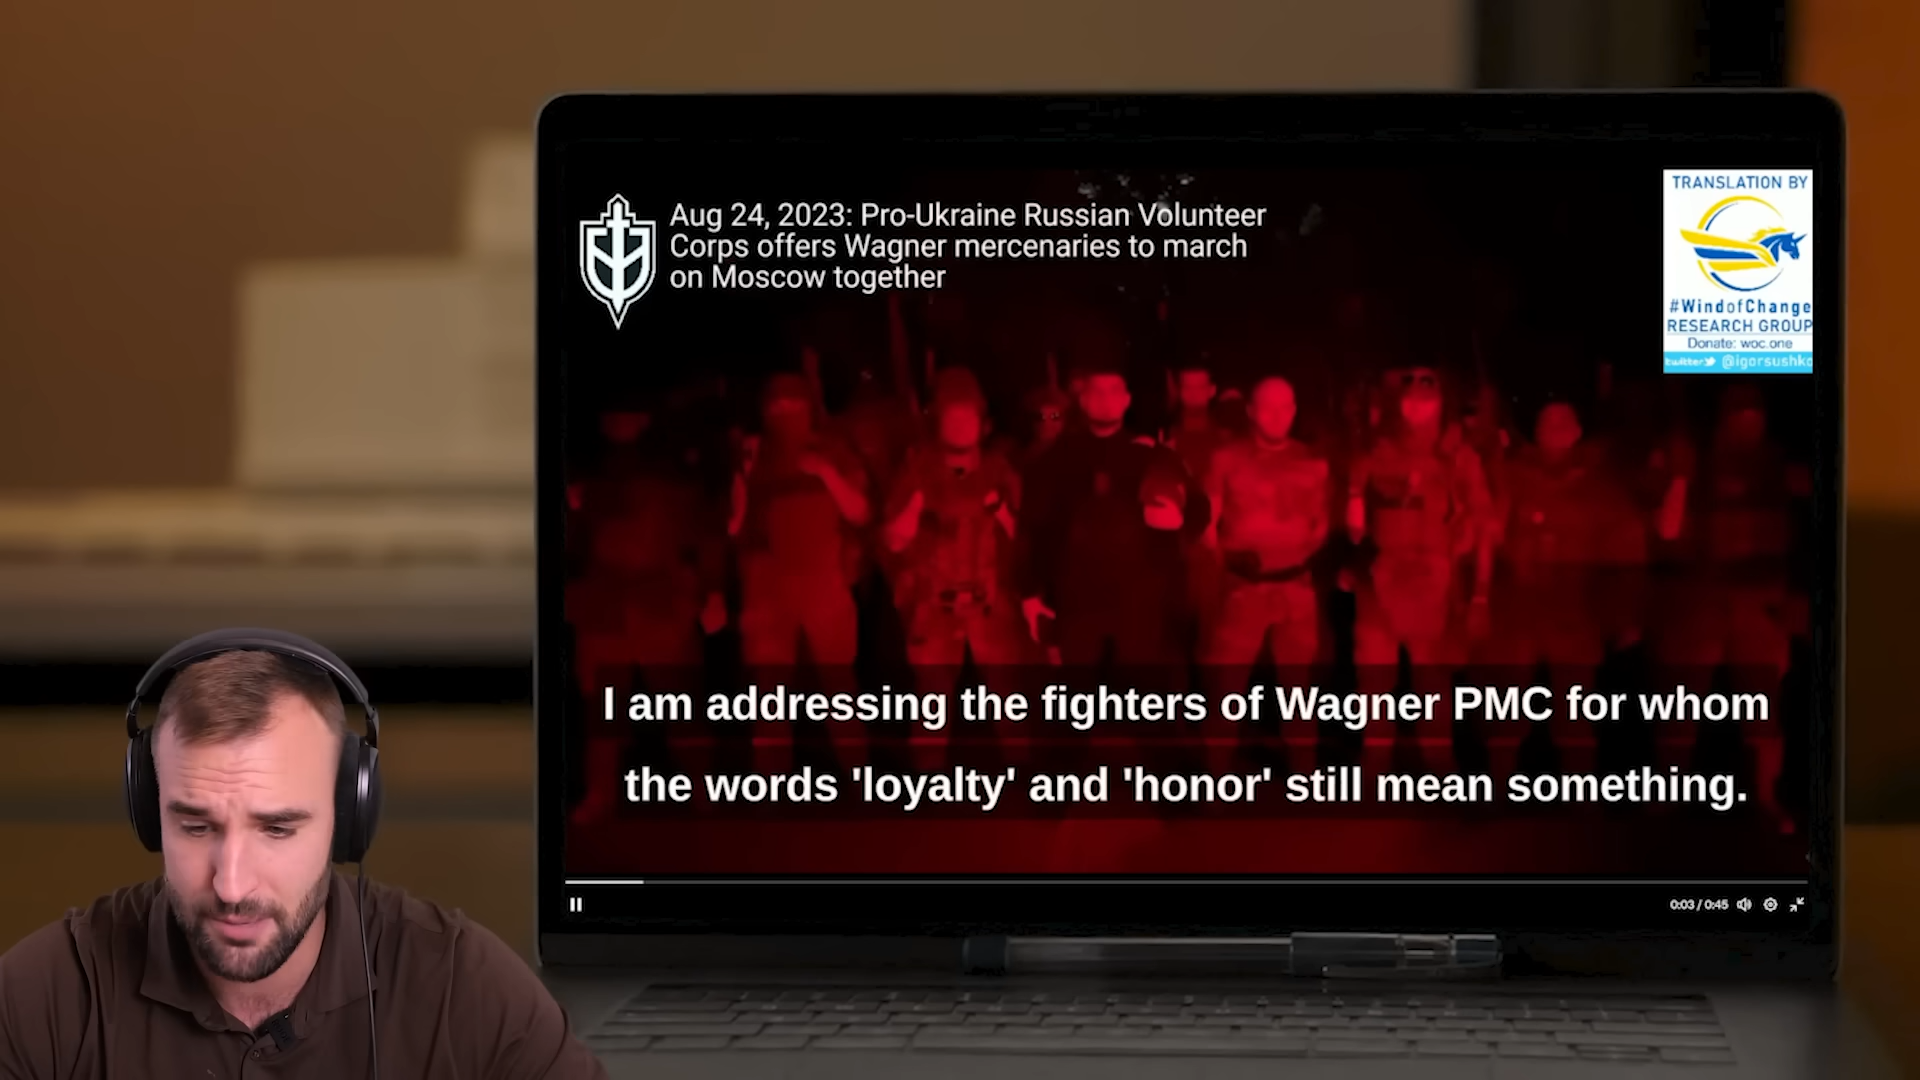 Aug 24, 2023: Pro-Ukraine Russian Volunteer
Corps offers Wagner mercenaries to march
on Moscow together
TRANSLATION BY
#WindofChange
RESEARCH GROUP
Donate: woc.one
twitter @igorsushko
I am addressing the fighters of Wagner PMC for whom
the words 'loyalty' and 'honor' still mean something.
0:03 / 0:45